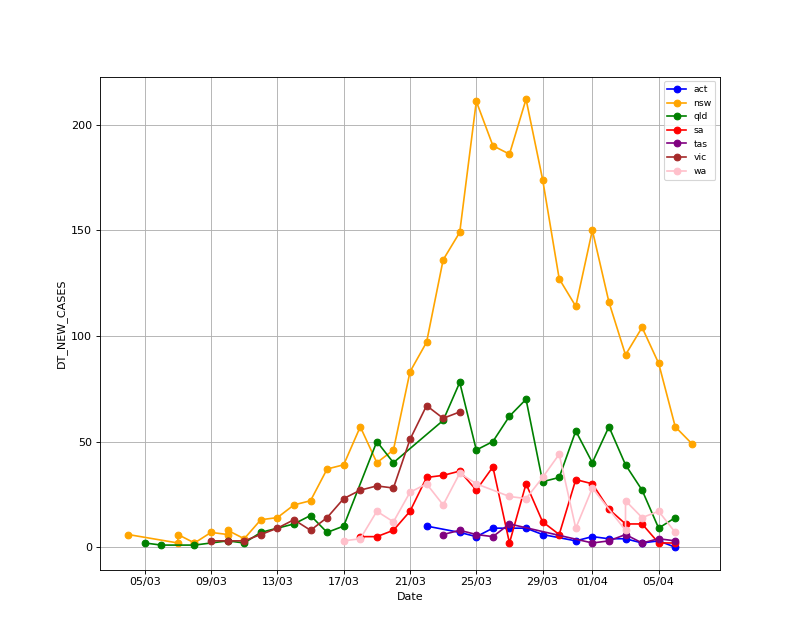 act
nsw
qld
sa
tas
vic
wa
200
150
100
50
0
DT_NEW_CASES
05/03 09/03 13/03 17/03 21/03 25/03 29/03 01/04 05/04
Date